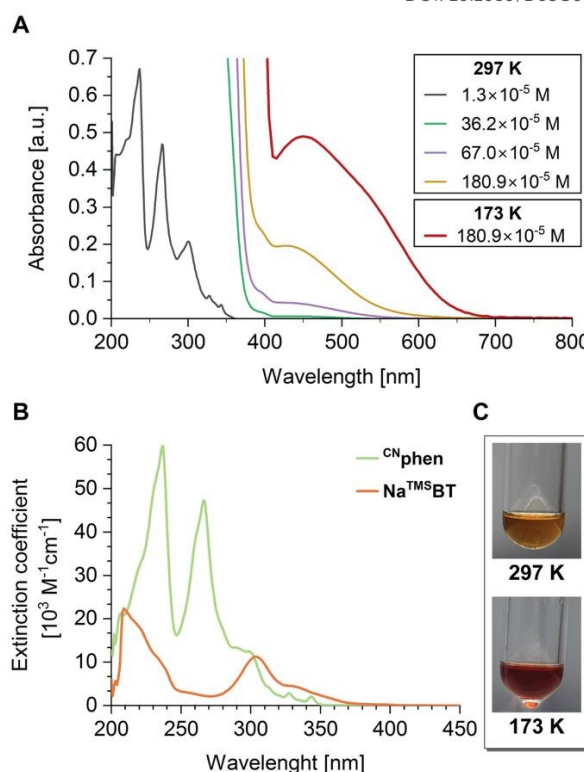 A
0.7
0.6
0.5
0.4
0.3
0.2
0.1
0.0
Absorbance [a.u.]
200 300 400 500 600 700 800
Wavelength [nm]
297 K
1.3×10⁻⁵ M
36.2×10⁻⁵ M
67.0×10⁻⁵ M
180.9×10⁻⁵ M
173 K
180.9×10⁻⁵ M
B
60
50
40
30
20
10
0
Extinction coefficient
[10³ M⁻¹cm⁻¹]
200 250 300 350 400 450
Wavelenght [nm]
ᶜᴺphen
NaᵀᴹˢBT
C
297 K
173 K